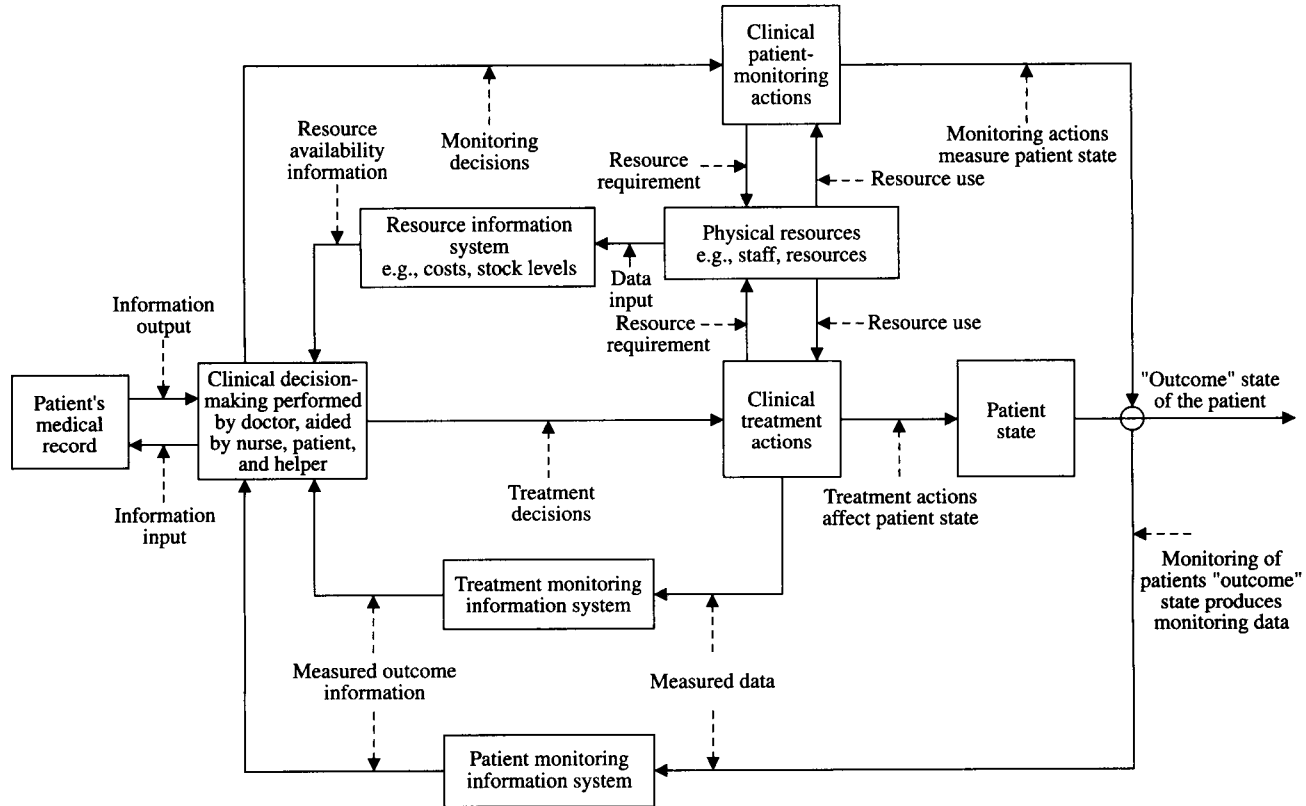 Clinical
patient-
monitoring
actions
Resource
availability
information
Monitoring
decisions
Monitoring actions
measure patient state
Resource
requirement
Resource use
Resource information
system
e.g., costs, stock levels
Physical resources
e.g., staff, resources
Data
input
Information
output
Resource
requirement
Resource use
Patient's
medical
record
Clinical decision-
making performed
by doctor, aided
by nurse, patient,
and helper
Clinical
treatment
actions
Patient
state
"Outcome" state
of the patient
Information
input
Treatment
decisions
Treatment actions
affect patient state
Treatment monitoring
information system
Monitoring of
patients "outcome"
state produces
monitoring data
Measured outcome
information
Measured data
Patient monitoring
information system